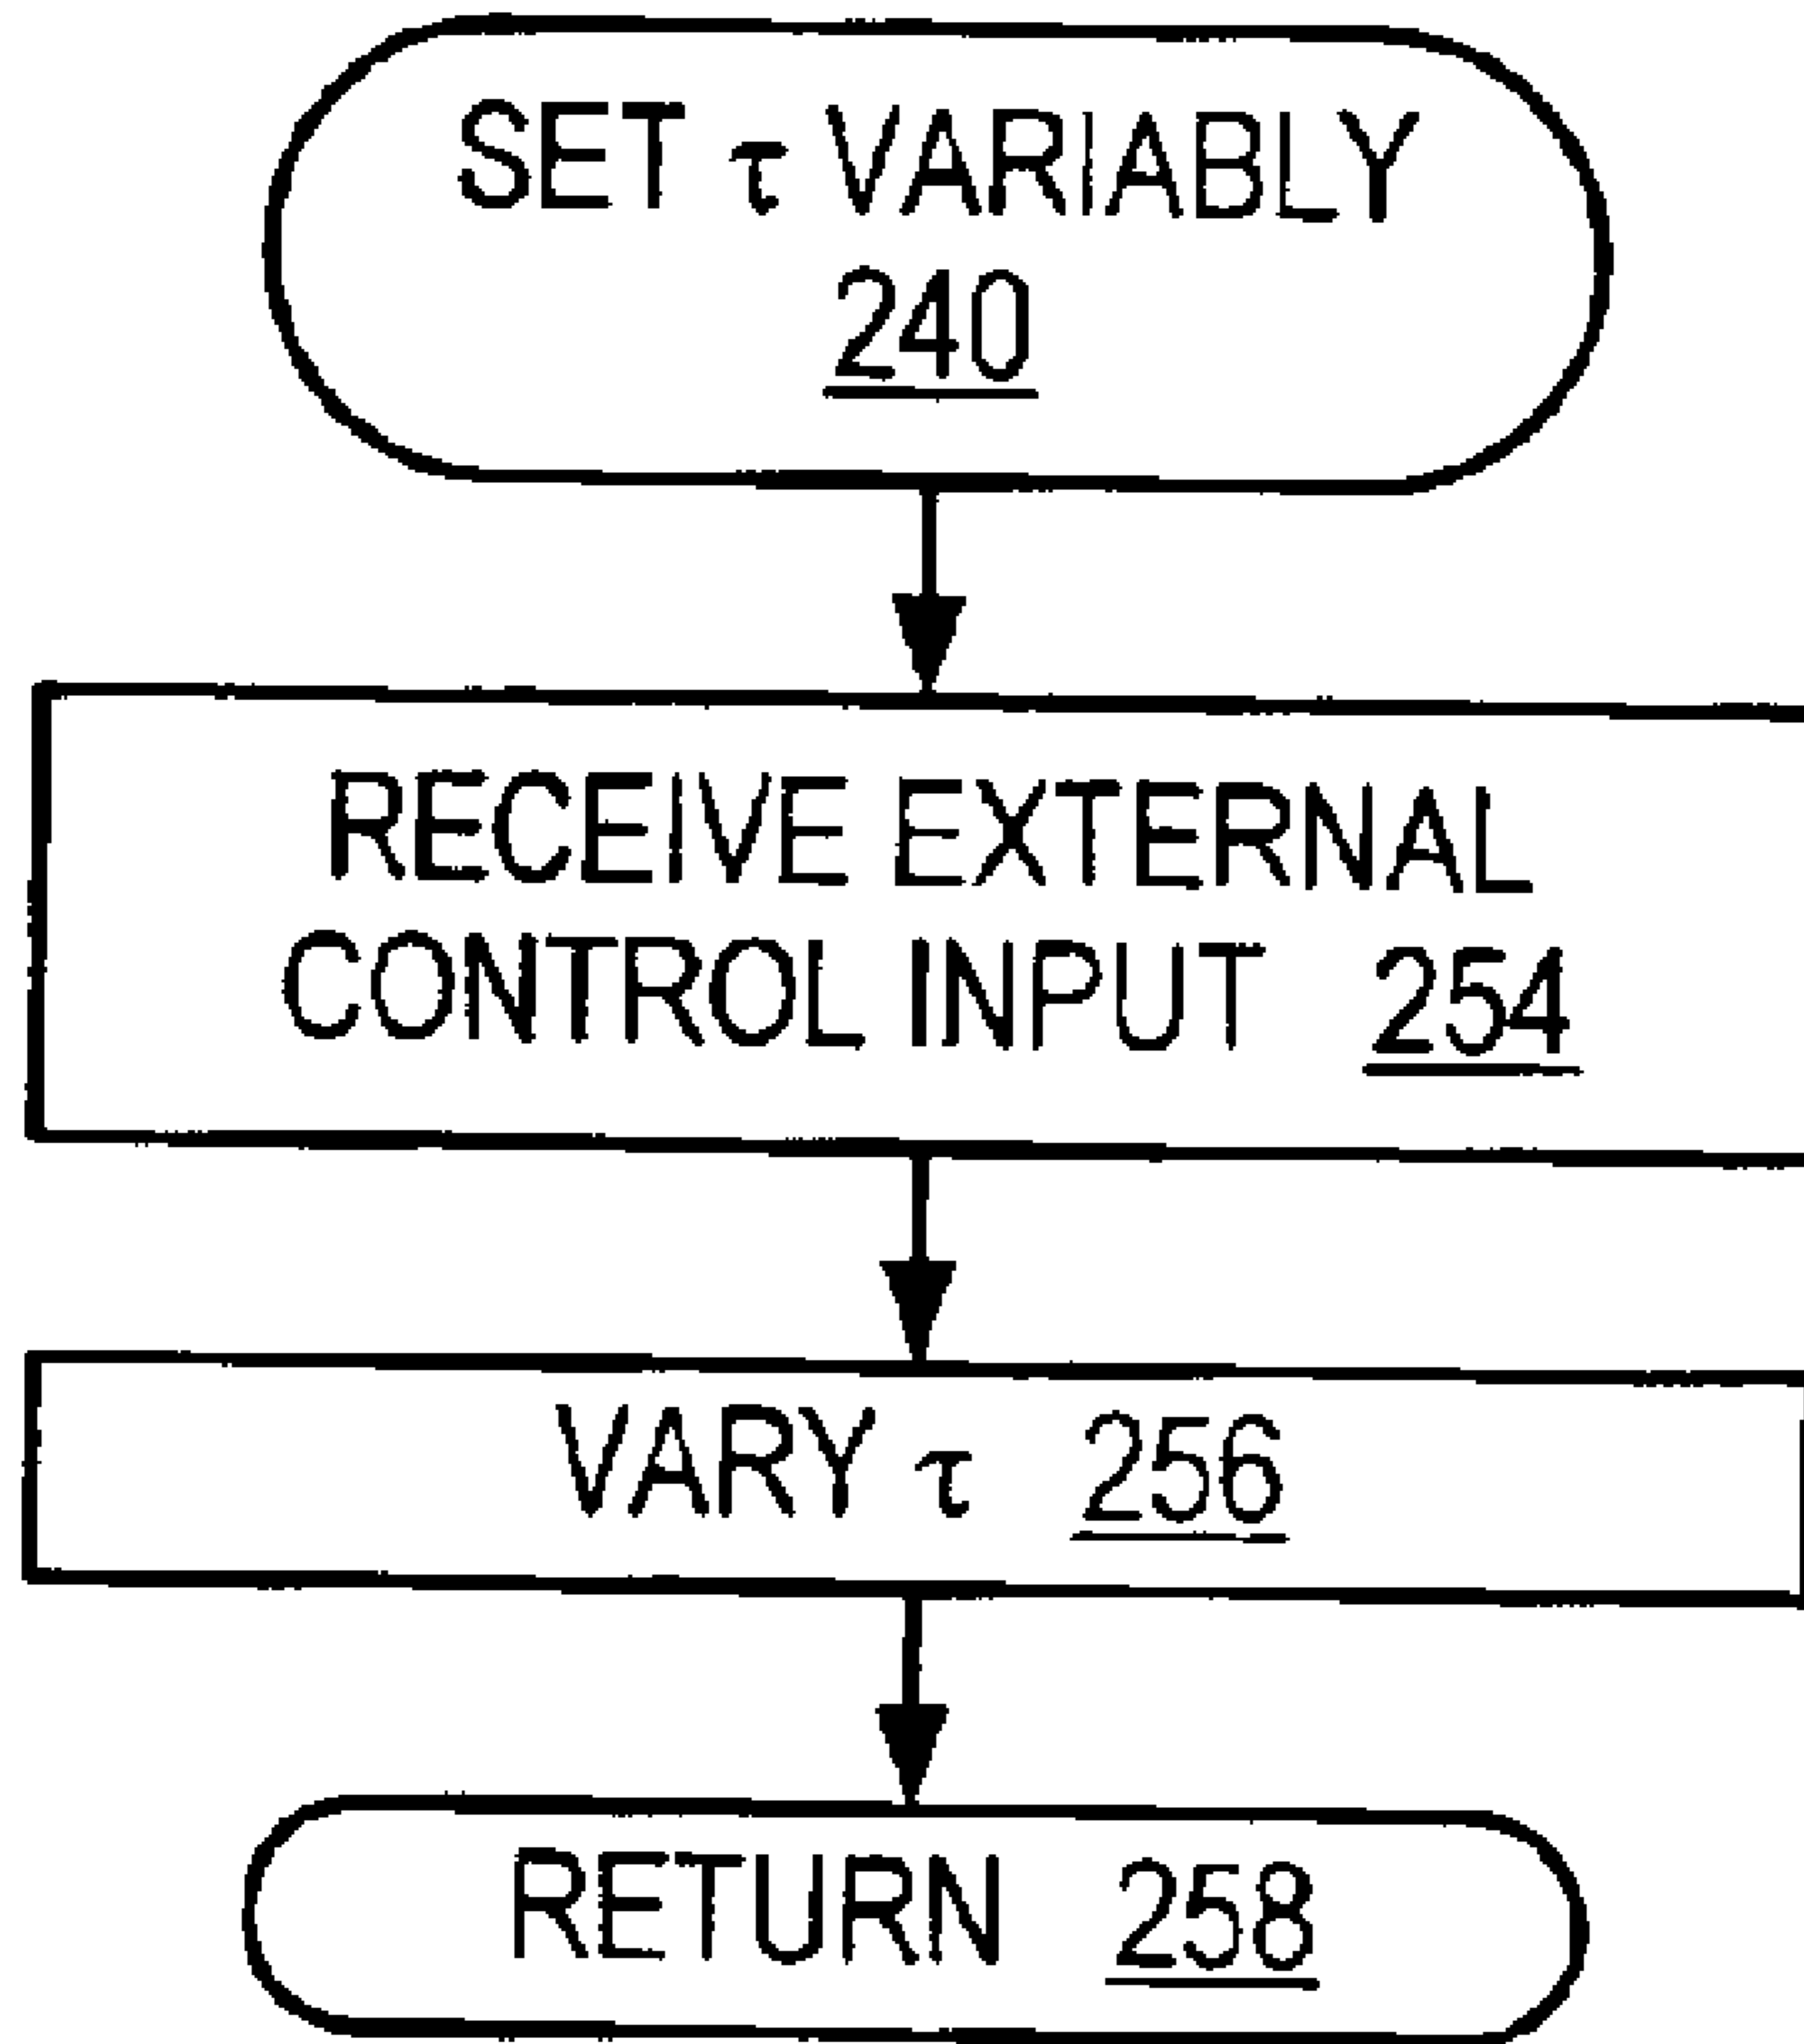 SET τ VARIABLY
240
RECEIVE EXTERNAL
CONTROL INPUT 254
VARY τ 256
RETURN 258